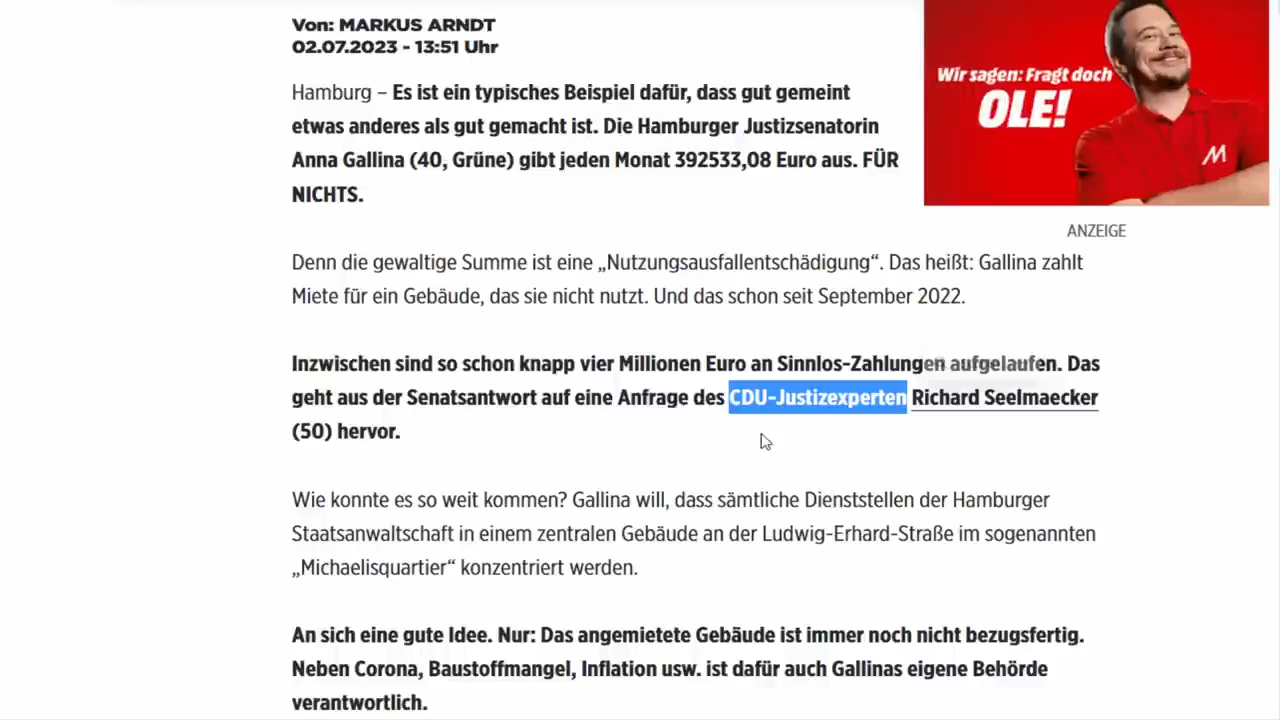 Von: MARKUS ARNDT
02.07.2023 - 13:51 Uhr
Hamburg – Es ist ein typisches Beispiel dafür, dass gut gemeint
etwas anderes als gut gemacht ist. Die Hamburger Justizsenatorin
Anna Gallina (40, Grüne) gibt jeden Monat 392533,08 Euro aus. FÜR
NICHTS.
Wir sagen: Fragt doch
OLE!
M
ANZEIGE
Denn die gewaltige Summe ist eine „Nutzungsausfallentschädigung“. Das heißt: Gallina zahlt
Miete für ein Gebäude, das sie nicht nutzt. Und das schon seit September 2022.
Inzwischen sind so schon knapp vier Millionen Euro an Sinnlos-Zahlungen aufgelaufen. Das
geht aus der Senatsantwort auf eine Anfrage des CDU-Justizexperten Richard Seelmaecker
(50) hervor.
Wie konnte es so weit kommen? Gallina will, dass sämtliche Dienststellen der Hamburger
Staatsanwaltschaft in einem zentralen Gebäude an der Ludwig-Erhard-Straße im sogenannten
„Michaelisquartier“ konzentriert werden.
An sich eine gute Idee. Nur: Das angemietete Gebäude ist immer noch nicht bezugsfertig.
Neben Corona, Baustoffmangel, Inflation usw. ist dafür auch Gallinas eigene Behörde
verantwortlich.